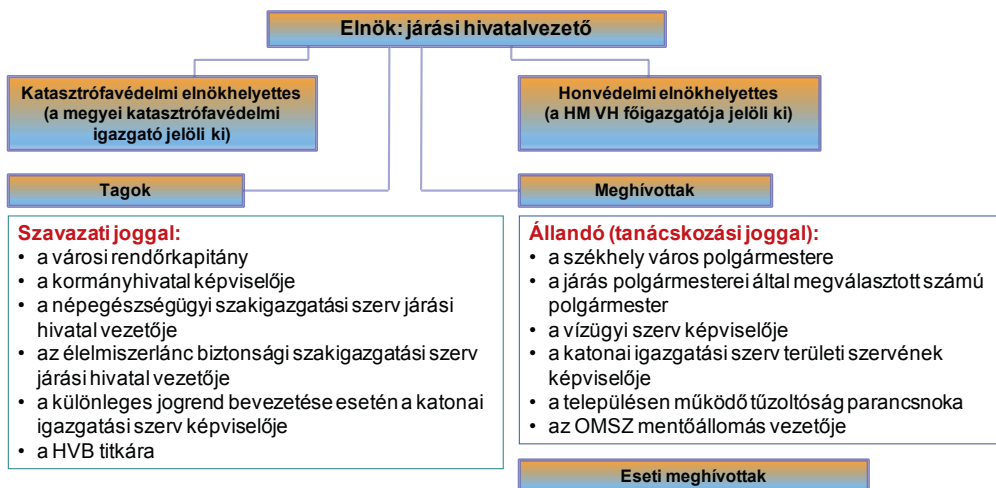 Elnök: járási hivatalvezető
Katasztrófavédelmi elnökhelyettes
(a megyei katasztrófavédelmi
igazgató jelöli ki)
Honvédelmi elnökhelyettes
(a HM VH főigazgatója jelöli ki)
Tagok
Szavazati joggal:
• a városi rendőrkapitány
• a kormányhivatal képviselője
• a népegészségügyi szakigazgatási szerv járási
hivatal vezetője
• az élelmiszerlánc biztonsági szakigazgatási szerv
járási hivatal vezetője
• a különleges jogrend bevezetése esetén a katonai
igazgatási szerv képviselője
• a HVB titkára
Meghívottak
Állandó (tanácskozási joggal):
• a székhely város polgármestere
• a járás polgármesterei által megválasztott számú
polgármester
• a vízügyi szerv képviselője
• a katonai igazgatási szerv területi szervének
képviselője
• a településen működő tűzoltóság parancsnoka
• az OMSZ mentőállomás vezetője
Eseti meghívottak